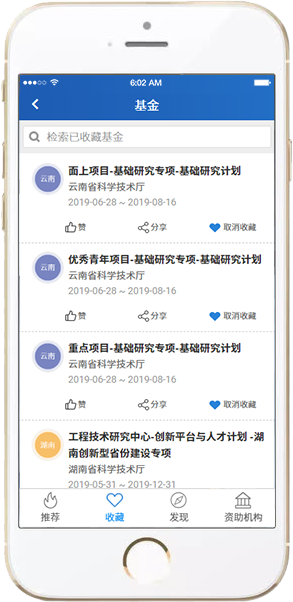 6:02 AM
基金
检索已收藏基金
云南
面上项目-基础研究专项-基础研究计划
云南省科学技术厅
2019-06-28 ~ 2019-08-16
赞 分享 取消收藏
云南
优秀青年项目-基础研究专项-基础研究计划
云南省科学技术厅
2019-06-28 ~ 2019-08-16
赞 分享 取消收藏
云南
重点项目-基础研究专项-基础研究计划
云南省科学技术厅
2019-06-28 ~ 2019-08-16
赞 分享 取消收藏
湖南
工程技术研究中心-创新平台与人才计划 -湖
南创新型省份建设专项
湖南省科学技术厅
2019-05-31 ~ 2019-12-31
推荐 收藏 发现 资助机构